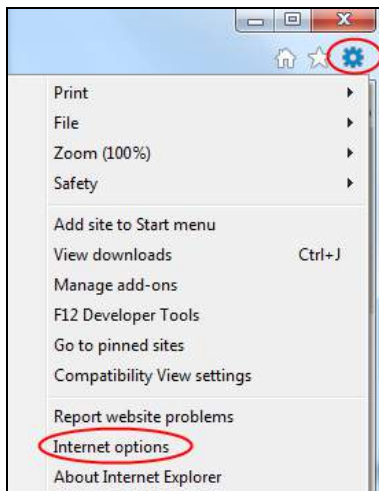 Print
File
Zoom (100%)
Safety
Add site to Start menu
View downloads Ctrl+J
Manage add-ons
F12 Developer Tools
Go to pinned sites
Compatibility View settings
Report website problems
Internet options
About Internet Explorer